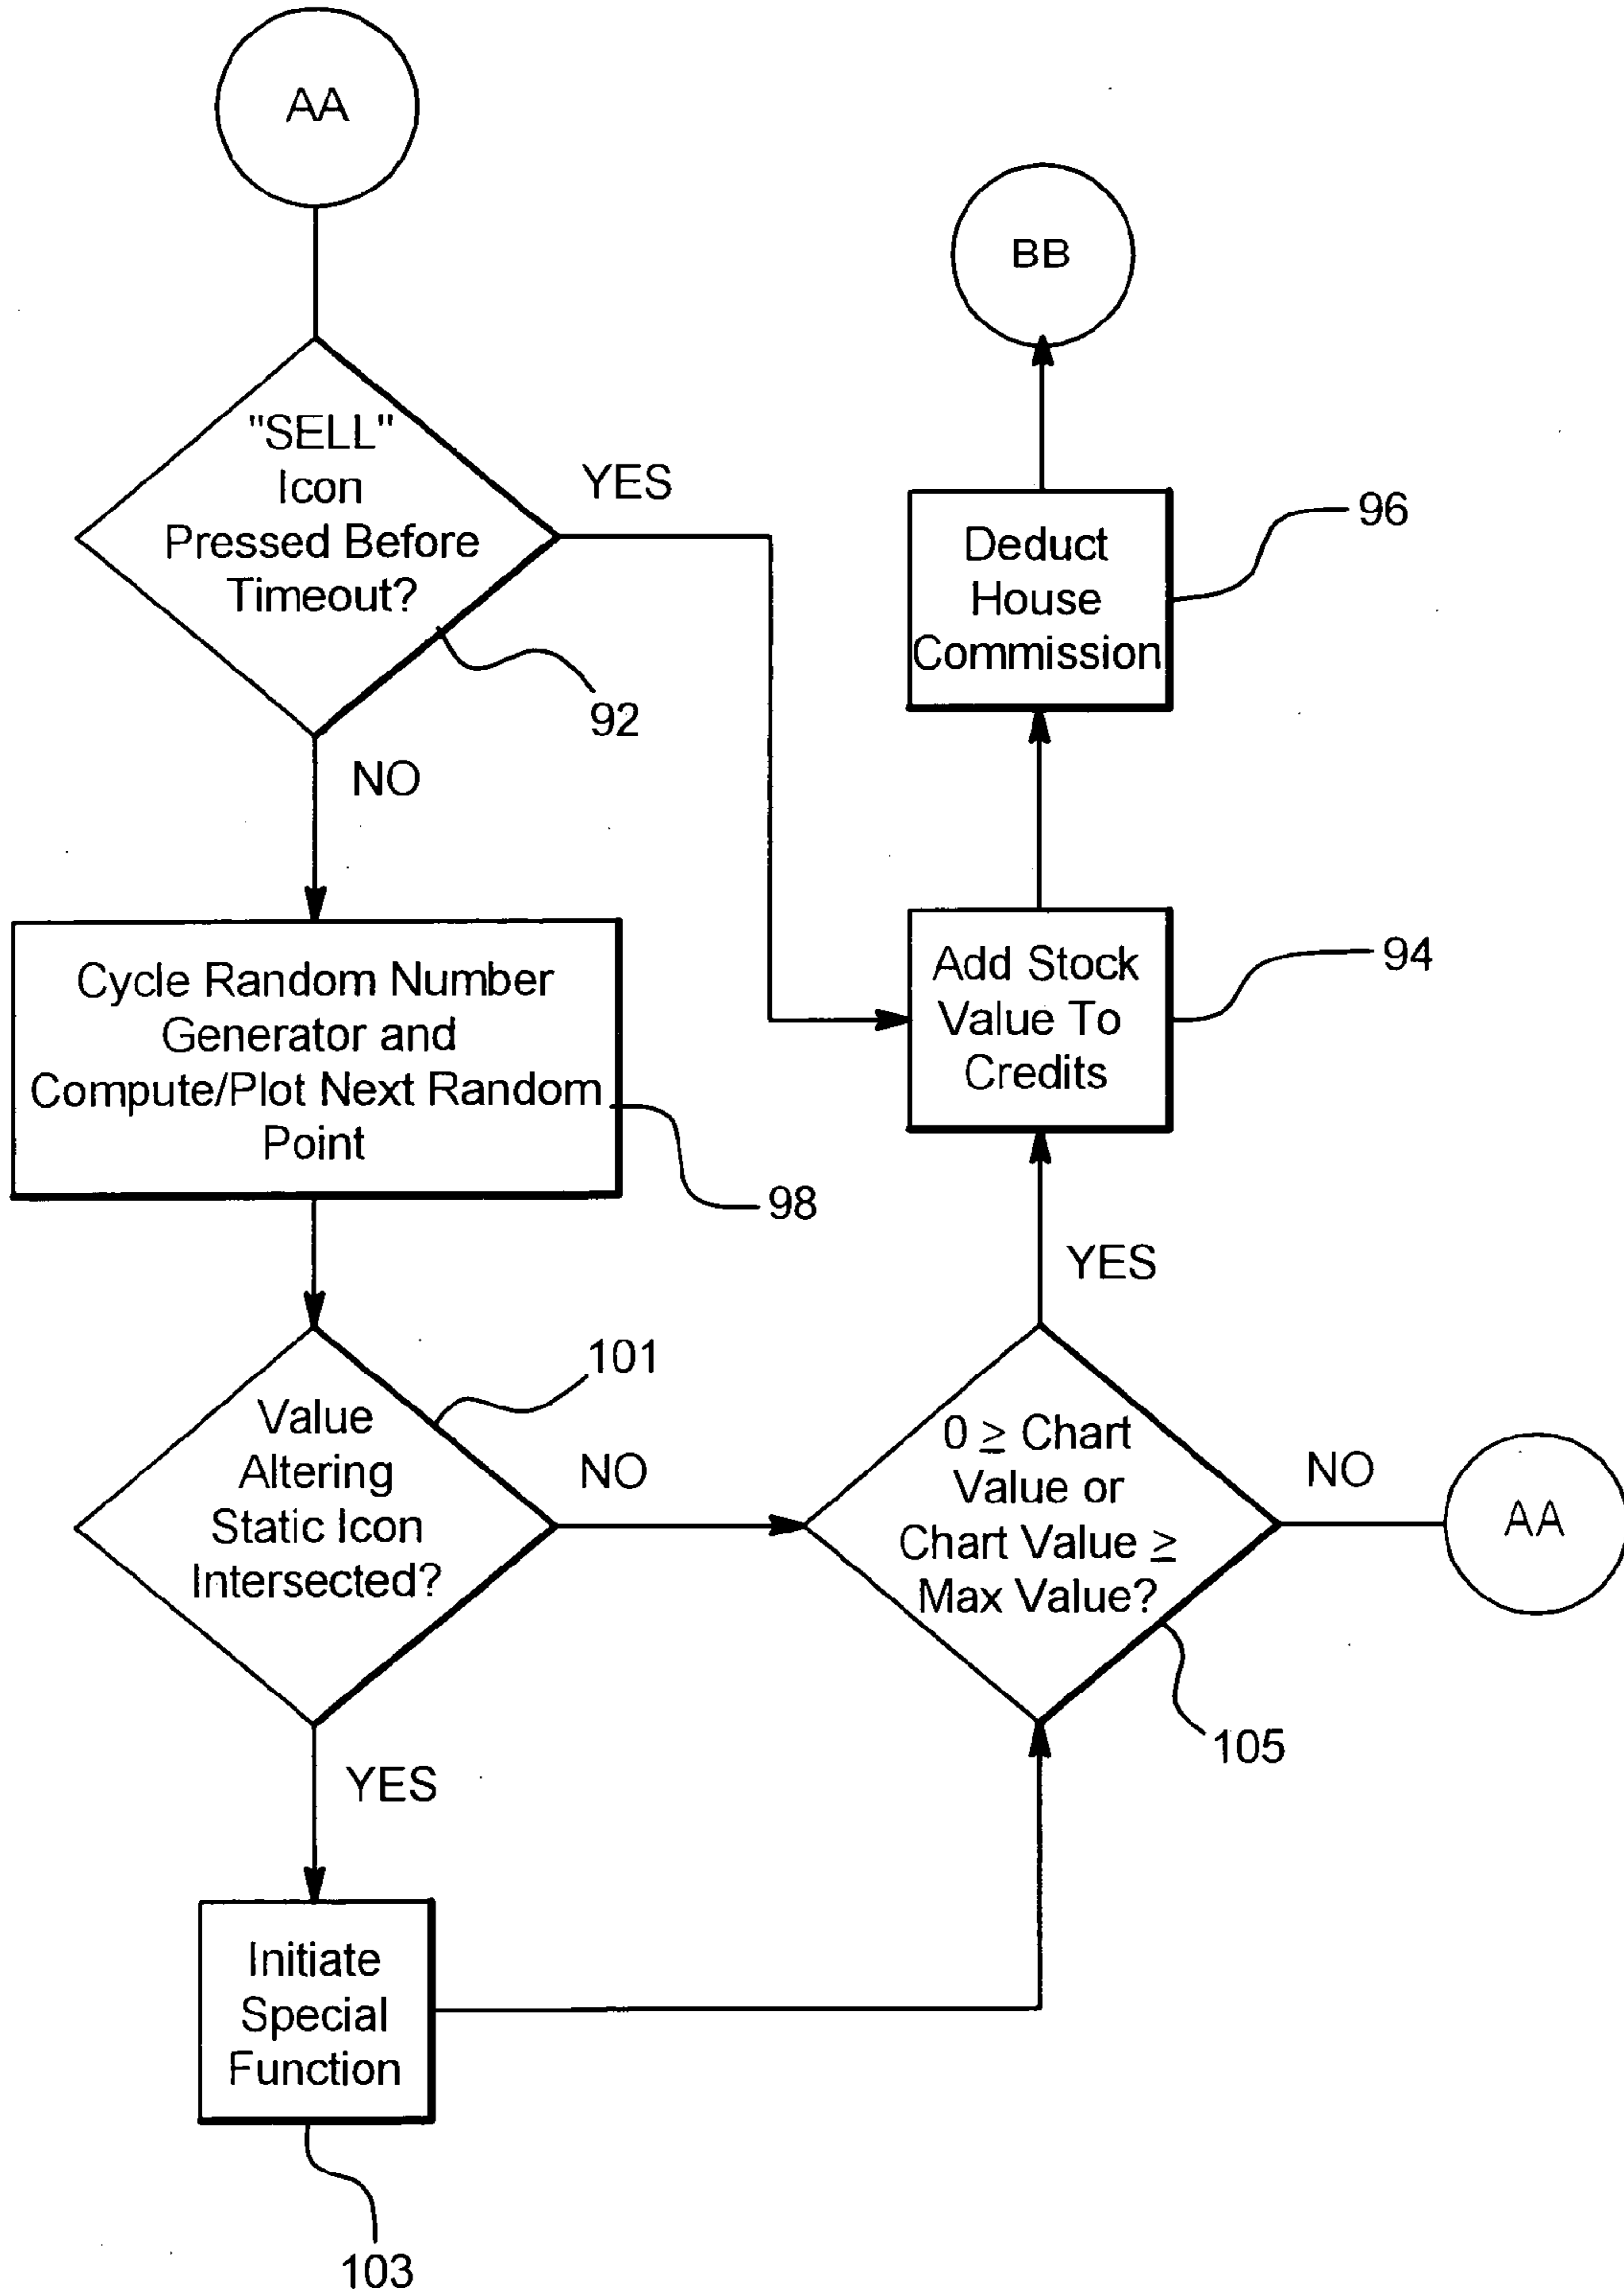 AA
"SELL"
Icon
Pressed Before
Timeout?
92
YES
NO
Cycle Random Number
Generator and
Compute/Plot Next Random
Point
98
Value
Altering
Static Icon
Intersected?
101
NO
YES
Initiate
Special
Function
103
0 ≥ Chart
Value or
Chart Value ≥
Max Value?
105
NO
AA
YES
Add Stock
Value To
Credits
94
Deduct
House
Commission
96
BB